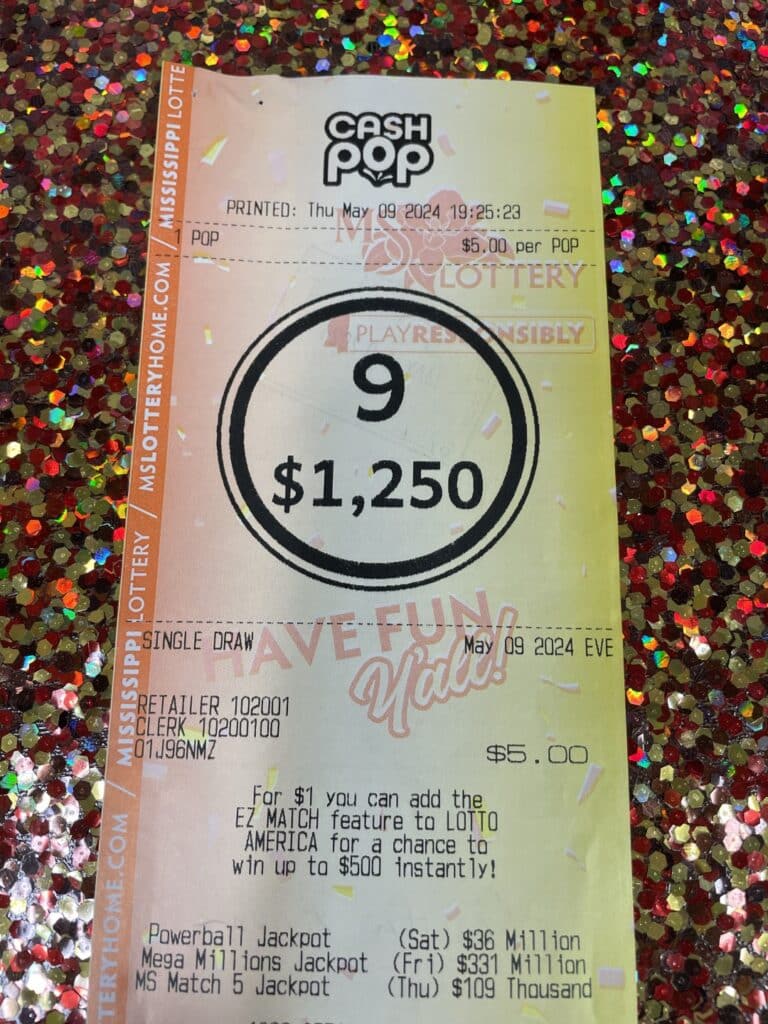 CASH
POP
PRINTED: Thu May 09 2024 19:25:23
1 POP $5.00 per POP
MS
LOTTERY
PLAYRESPONSIBLY
9
$1,250
HAVE FUN
Y'all!
SINGLE DRAW May 09 2024 EVE
RETAILER 102001
CLERK 10200100
01J96NMZ
$5.00
For $1 you can add the
EZ MATCH feature to LOTTO
AMERICA for a chance to
win up to $500 instantly!
Powerball Jackpot (Sat) $36 Million
Mega Millions Jackpot (Fri) $331 Million
MS Match 5 Jackpot (Thu) $109 Thousand
TERYHOME.COM / MISSISSIPPI LOTTERY / MSLOTTERYHOME.COM / MISSISSIPPI LOTTE